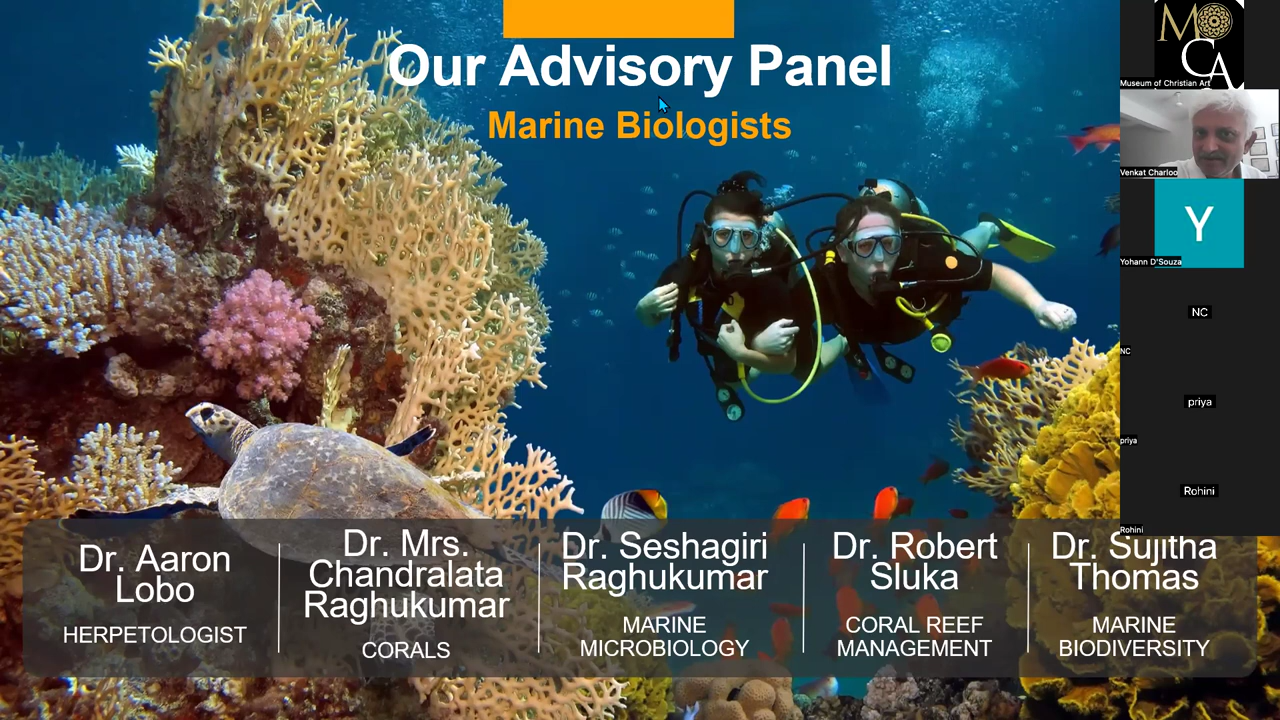 Our Advisory Panel
Marine Biologists
Dr. Aaron
Lobo
HERPETOLOGIST
Dr. Mrs.
Chandralata
Raghukumar
CORALS
Dr. Seshagiri
Raghukumar
MARINE
MICROBIOLOGY
Dr. Robert
Sluka
CORAL REEF
MANAGEMENT
Dr. Sujitha
Thomas
MARINE
BIODIVERSITY
MOCA
Museum of Christian Art
Venkat Charloo
Y
Yohann D'Souza
NC
NC
priya
priya
Rohini
Rohini